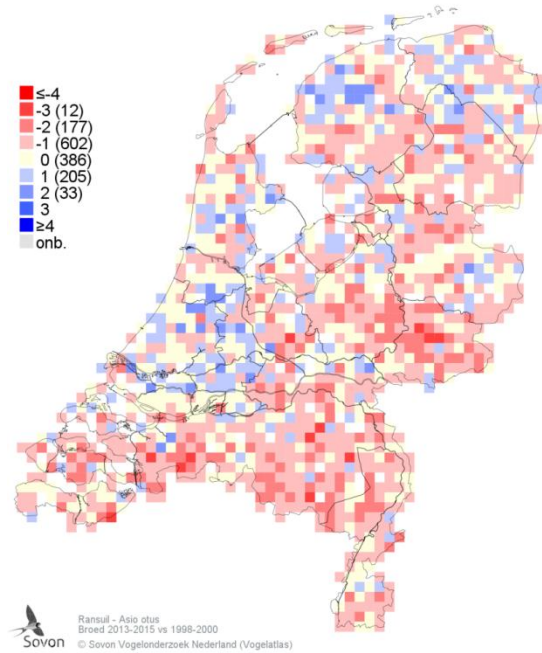 ≤-4
-3 (12)
-2 (177)
-1 (602)
0 (386)
1 (205)
2 (33)
3
≥4
onb.
Sovon
Ransuil - Asio otus
Broed 2013-2015 vs 1998-2000
© Sovon Vogelonderzoek Nederland (Vogelatlas)